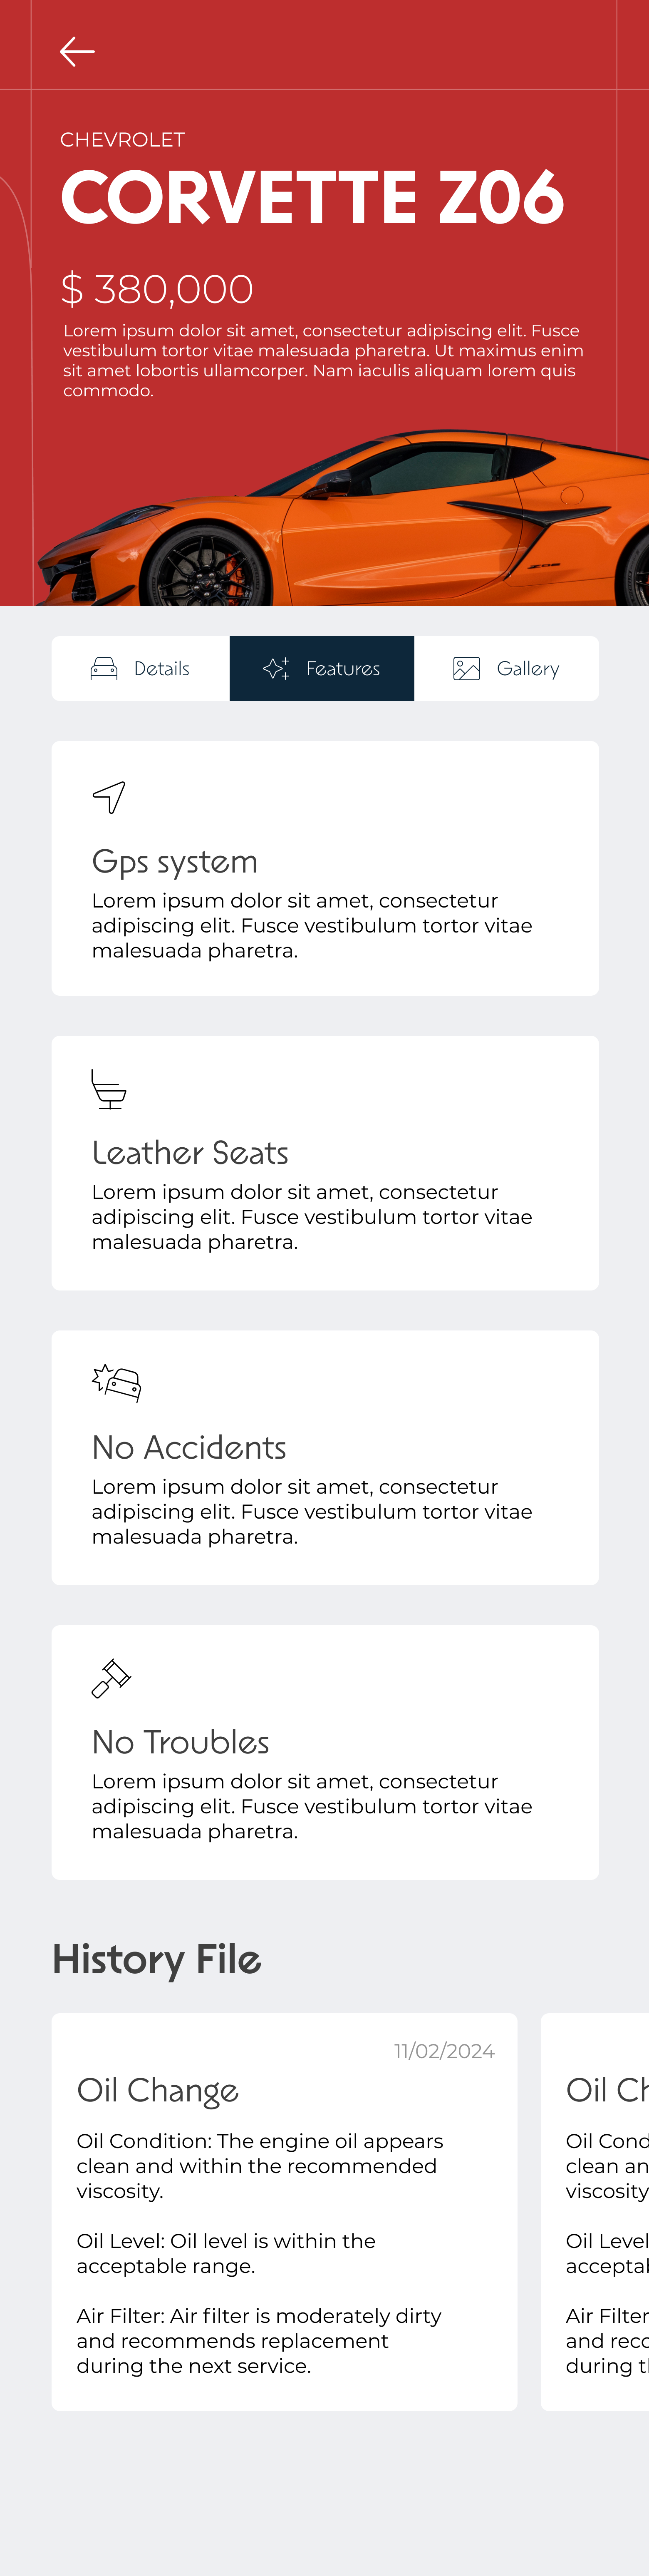 CHEVROLET
CORVETTE Z06
$ 380,000
Lorem ipsum dolor sit amet, consectetur adipiscing elit. Fusce
vestibulum tortor vitae malesuada pharetra. Ut maximus enim
sit amet lobortis ullamcorper. Nam iaculis aliquam lorem quis
commodo.
Details
Features
Gallery
Gps system
Lorem ipsum dolor sit amet, consectetur
adipiscing elit. Fusce vestibulum tortor vitae
malesuada pharetra.
Leather Seats
Lorem ipsum dolor sit amet, consectetur
adipiscing elit. Fusce vestibulum tortor vitae
malesuada pharetra.
No Accidents
Lorem ipsum dolor sit amet, consectetur
adipiscing elit. Fusce vestibulum tortor vitae
malesuada pharetra.
No Troubles
Lorem ipsum dolor sit amet, consectetur
adipiscing elit. Fusce vestibulum tortor vitae
malesuada pharetra.
History File
11/02/2024
Oil Change
Oil Condition: The engine oil appears
clean and within the recommended
viscosity.
Oil Level: Oil level is within the
acceptable range.
Air Filter: Air filter is moderately dirty
and recommends replacement
during the next service.
Oil Ch
Oil Cond
clean an
viscosity
Oil Level
acceptab
Air Filter
and reco
during th